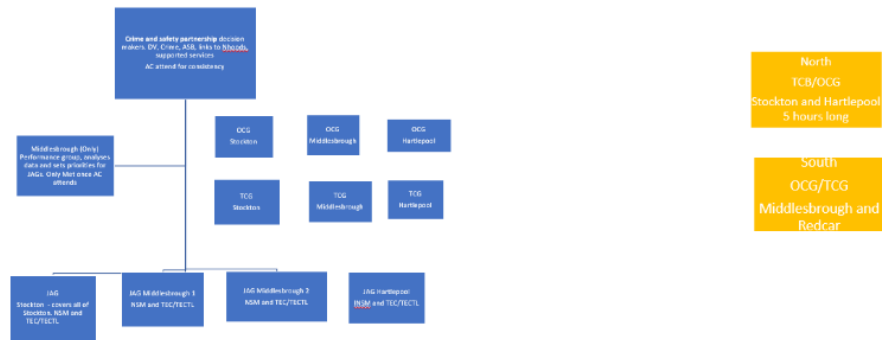 Crime and safety partnership decision
makers. DV, Crime, ASB, links to Nhoods,
supported services
AC attend for consistency
North
TCB/OCG
Stockton and Hartlepool
5 hours long
OCG
Stockton
OCG
Middlesbrough
OCG
Hartlepool
Middlesbrough (Only)
Performance group, analyses
data and sets priorities for
JAGs. Only Met once AC
attends
South
OCG/TCG
Middlesbrough and
Redcar
TCG
Stockton
TCG
Middlesbrough
TCG
Hartlepool
JAG
Stockton - covers all of
Stockton. NSM and
TEC/TECTL
JAG Middlesbrough 1
NSM and TEC/TECTL
JAG Middlesbrough 2
NSM and TEC/TECTL
JAG Hartlepool
INSM and TEC/TECTL